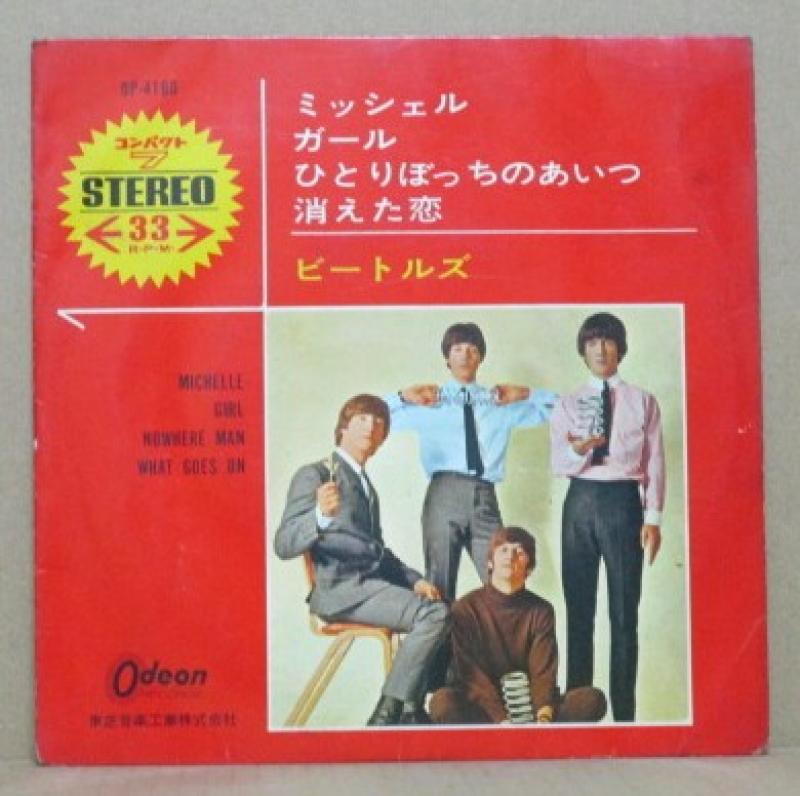 コンパクト
7
STEREO
33
R·P·M·
ミッシェル
ガール
ひとりぼっちのあいつ
消えた恋
ビートルズ
MICHELLE
GIRL
NOWHERE MAN
WHAT GOES ON
Odeon
東芝音楽工業株式会社